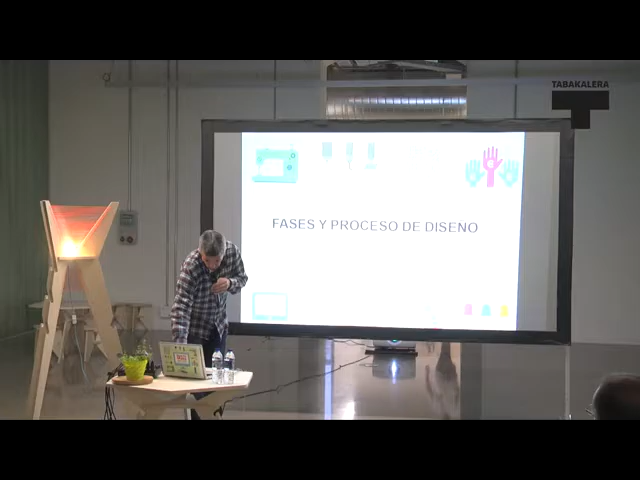 TABAKALERA
FASES Y PROCESO DE DISENO